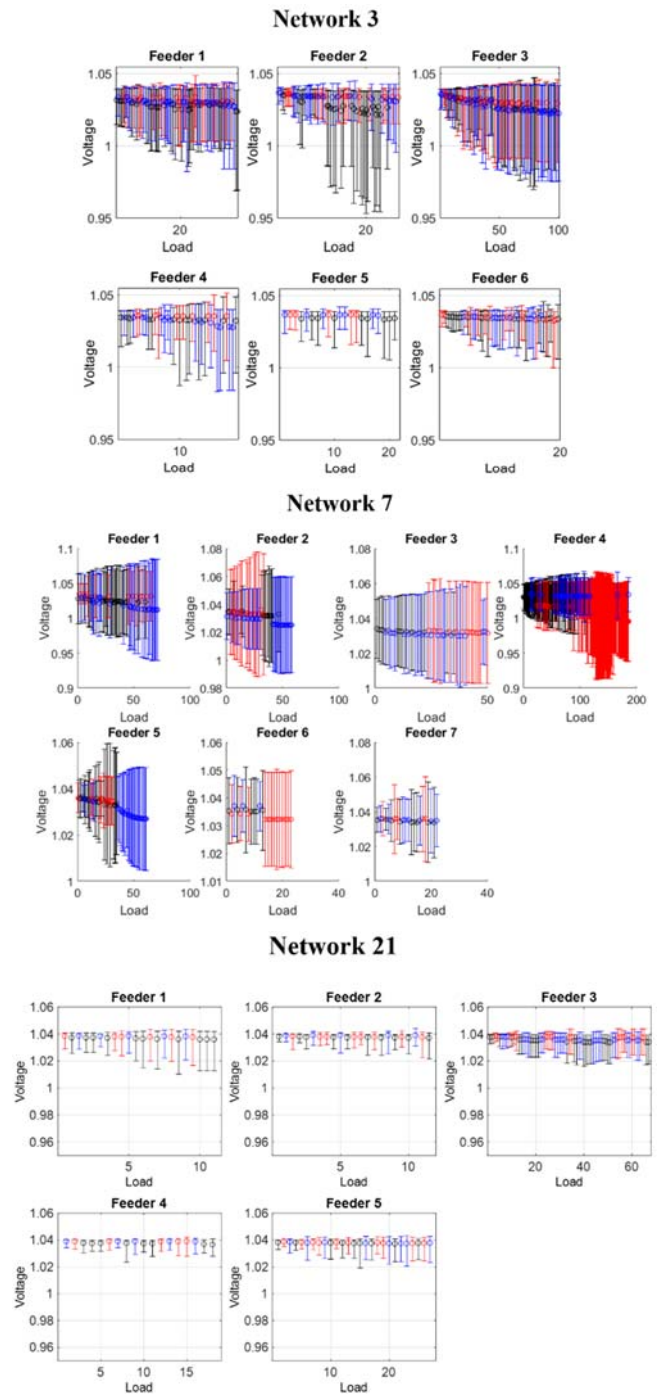 Network 3
Feeder 1 Feeder 2 Feeder 3
1.05 1.05 1.05
Voltage Voltage Voltage
1 1 1
0.95 0.95 0.95
20 20 50 100
Load Load Load
Feeder 4 Feeder 5 Feeder 6
1.05 1.05 1.05
Voltage Voltage Voltage
1 1 1
0.95 0.95 0.95
10 10 20 20
Load Load Load
Network 7
Feeder 1 Feeder 2 Feeder 3 Feeder 4
1.1 1.08 1.08 1.1
1.05 1.06 1.06 1.05
Voltage Voltage Voltage Voltage
1 1.04 1.04 1
0.95 1.02 1.02 0.95
1
0.9 0.98 1 0.9
0 50 100 0 50 100 0 50 0 100 200
Load Load Load Load
Feeder 5 Feeder 6 Feeder 7
1.06 1.06 1.08
1.05 1.06
1.04 1.04
Voltage Voltage Voltage
1.03 1.04
1.02 1.02 1.02
1 1.01 1
0 50 100 0 20 40 0 20 40
Load Load Load
Network 21
Feeder 1 Feeder 2 Feeder 3
1.06 1.06 1.06
1.04 1.04 1.04
1.02 1.02 1.02
Voltage Voltage Voltage
1 1 1
0.98 0.98 0.98
0.96 0.96 0.96
5 10 5 10 20 40 60
Load Load Load
Feeder 4 Feeder 5
1.06 1.06
1.04 1.04
1.02 1.02
Voltage Voltage
1 1
0.98 0.98
0.96 0.96
5 10 15 10 20
Load Load